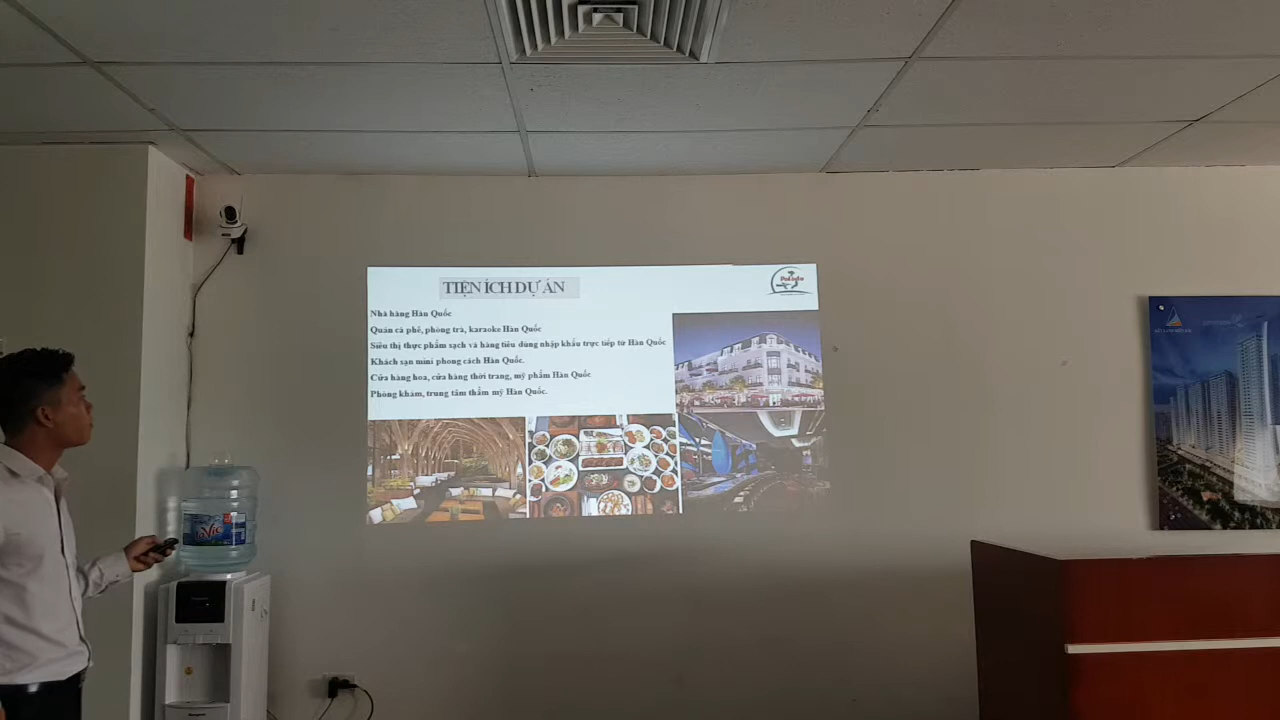 TIỆN ÍCH DỰ ÁN
Nhà hàng Hàn Quốc
Quán cà phê, phòng trà, karaoke Hàn Quốc
Siêu thị thực phẩm sạch và hàng tiêu dùng nhập khẩu trực tiếp từ Hàn Quốc
Khách sạn mini phong cách Hàn Quốc.
Cửa hàng hoa, cửa hàng thời trang, mỹ phẩm Hàn Quốc
Phòng khám, trung tâm thẩm mỹ Hàn Quốc.
LaVie